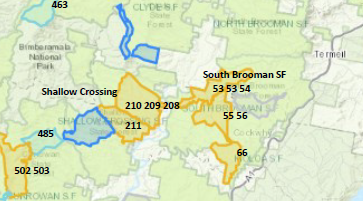 463
CLYDE S F
NORTH BROOMAN S F
Bimberamala
National
Park
Termeil
South Brooman SF
53 53 54
Shallow Crossing
210 209 208
211
55 56
485
66
502 503
A1